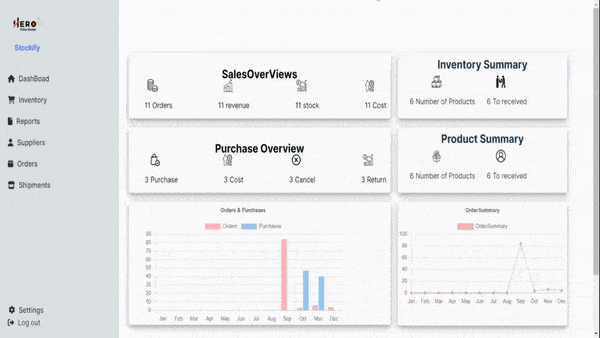 HERO
Stockify
DashBoad
Inventory
Reports
Suppliers
Orders
Shipments
Settings
Log out
SalesOverViews
11 Orders 11 revenue 11 stock 11 Cost
Inventory Summary
6 Number of Products 6 To received
Purchase Overview
3 Purchase 3 Cost 3 Cancel 3 Return
Product Summary
6 Number of Products 6 To received
Orders & Purchases
Orders Purchases
90
80
70
60
50
40
30
20
10
0
Jan Feb Mar Apr May Jun Jul Aug Sep Oct Nov Dec
OrderSummary
OrderSummary
100
80
60
40
20
0
Jan Feb Mar Apr May Jun Jul Aug Sep Oct Nov Dec